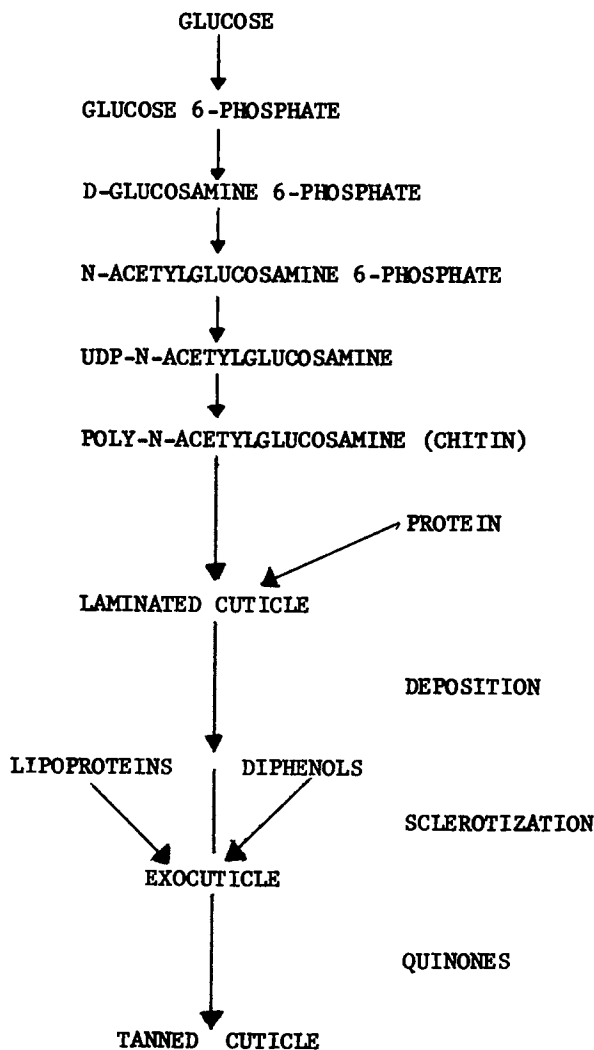 GLUCOSE
GLUCOSE 6-PHOSPHATE
D-GLUCOSAMINE 6-PHOSPHATE
N-ACETYLGLUCOSAMINE 6-PHOSPHATE
UDP-N-ACETYLGLUCOSAMINE
POLY-N-ACETYLGLUCOSAMINE (CHITIN)
PROTEIN
LAMINATED CUTICLE
DEPOSITION
LIPOPROTEINS DIPHENOLS
SCLEROTIZATION
EXOCUTICLE
QUINONES
TANNED CUTICLE